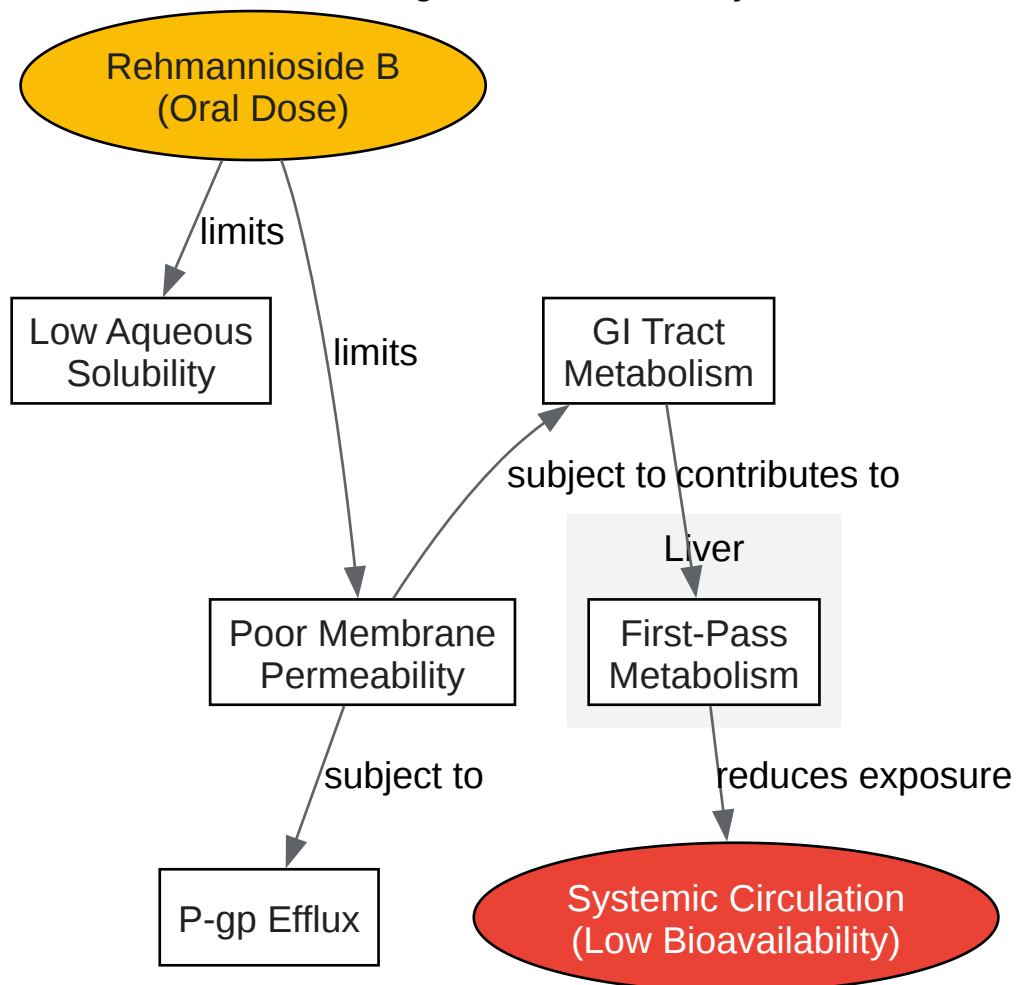 Rehmannioside B
(Oral Dose)
limits
limits
Low Aqueous
Solubility
GI Tract
Metabolism
subject to
contributes to
Liver
Poor Membrane
Permeability
First-Pass
Metabolism
subject to
reduces exposure
P-gp Efflux
Systemic Circulation
(Low Bioavailability)